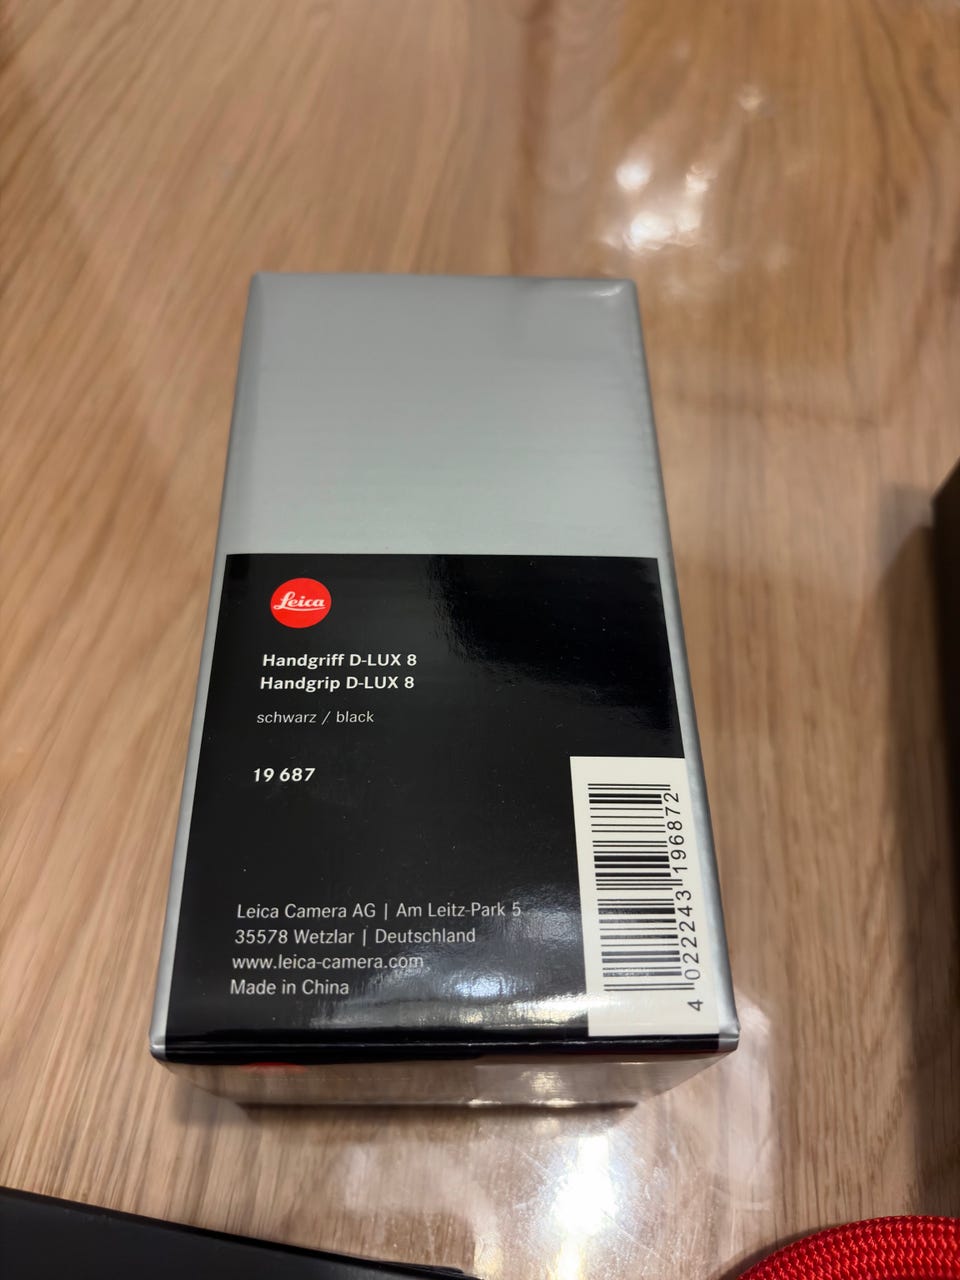 Leica
Handgriff D-LUX 8
Handgrip D-LUX 8
schwarz / black
19 687
4 022243 196872
Leica Camera AG | Am Leitz-Park 5
35578 Wetzlar | Deutschland
www.leica-camera.com
Made in China